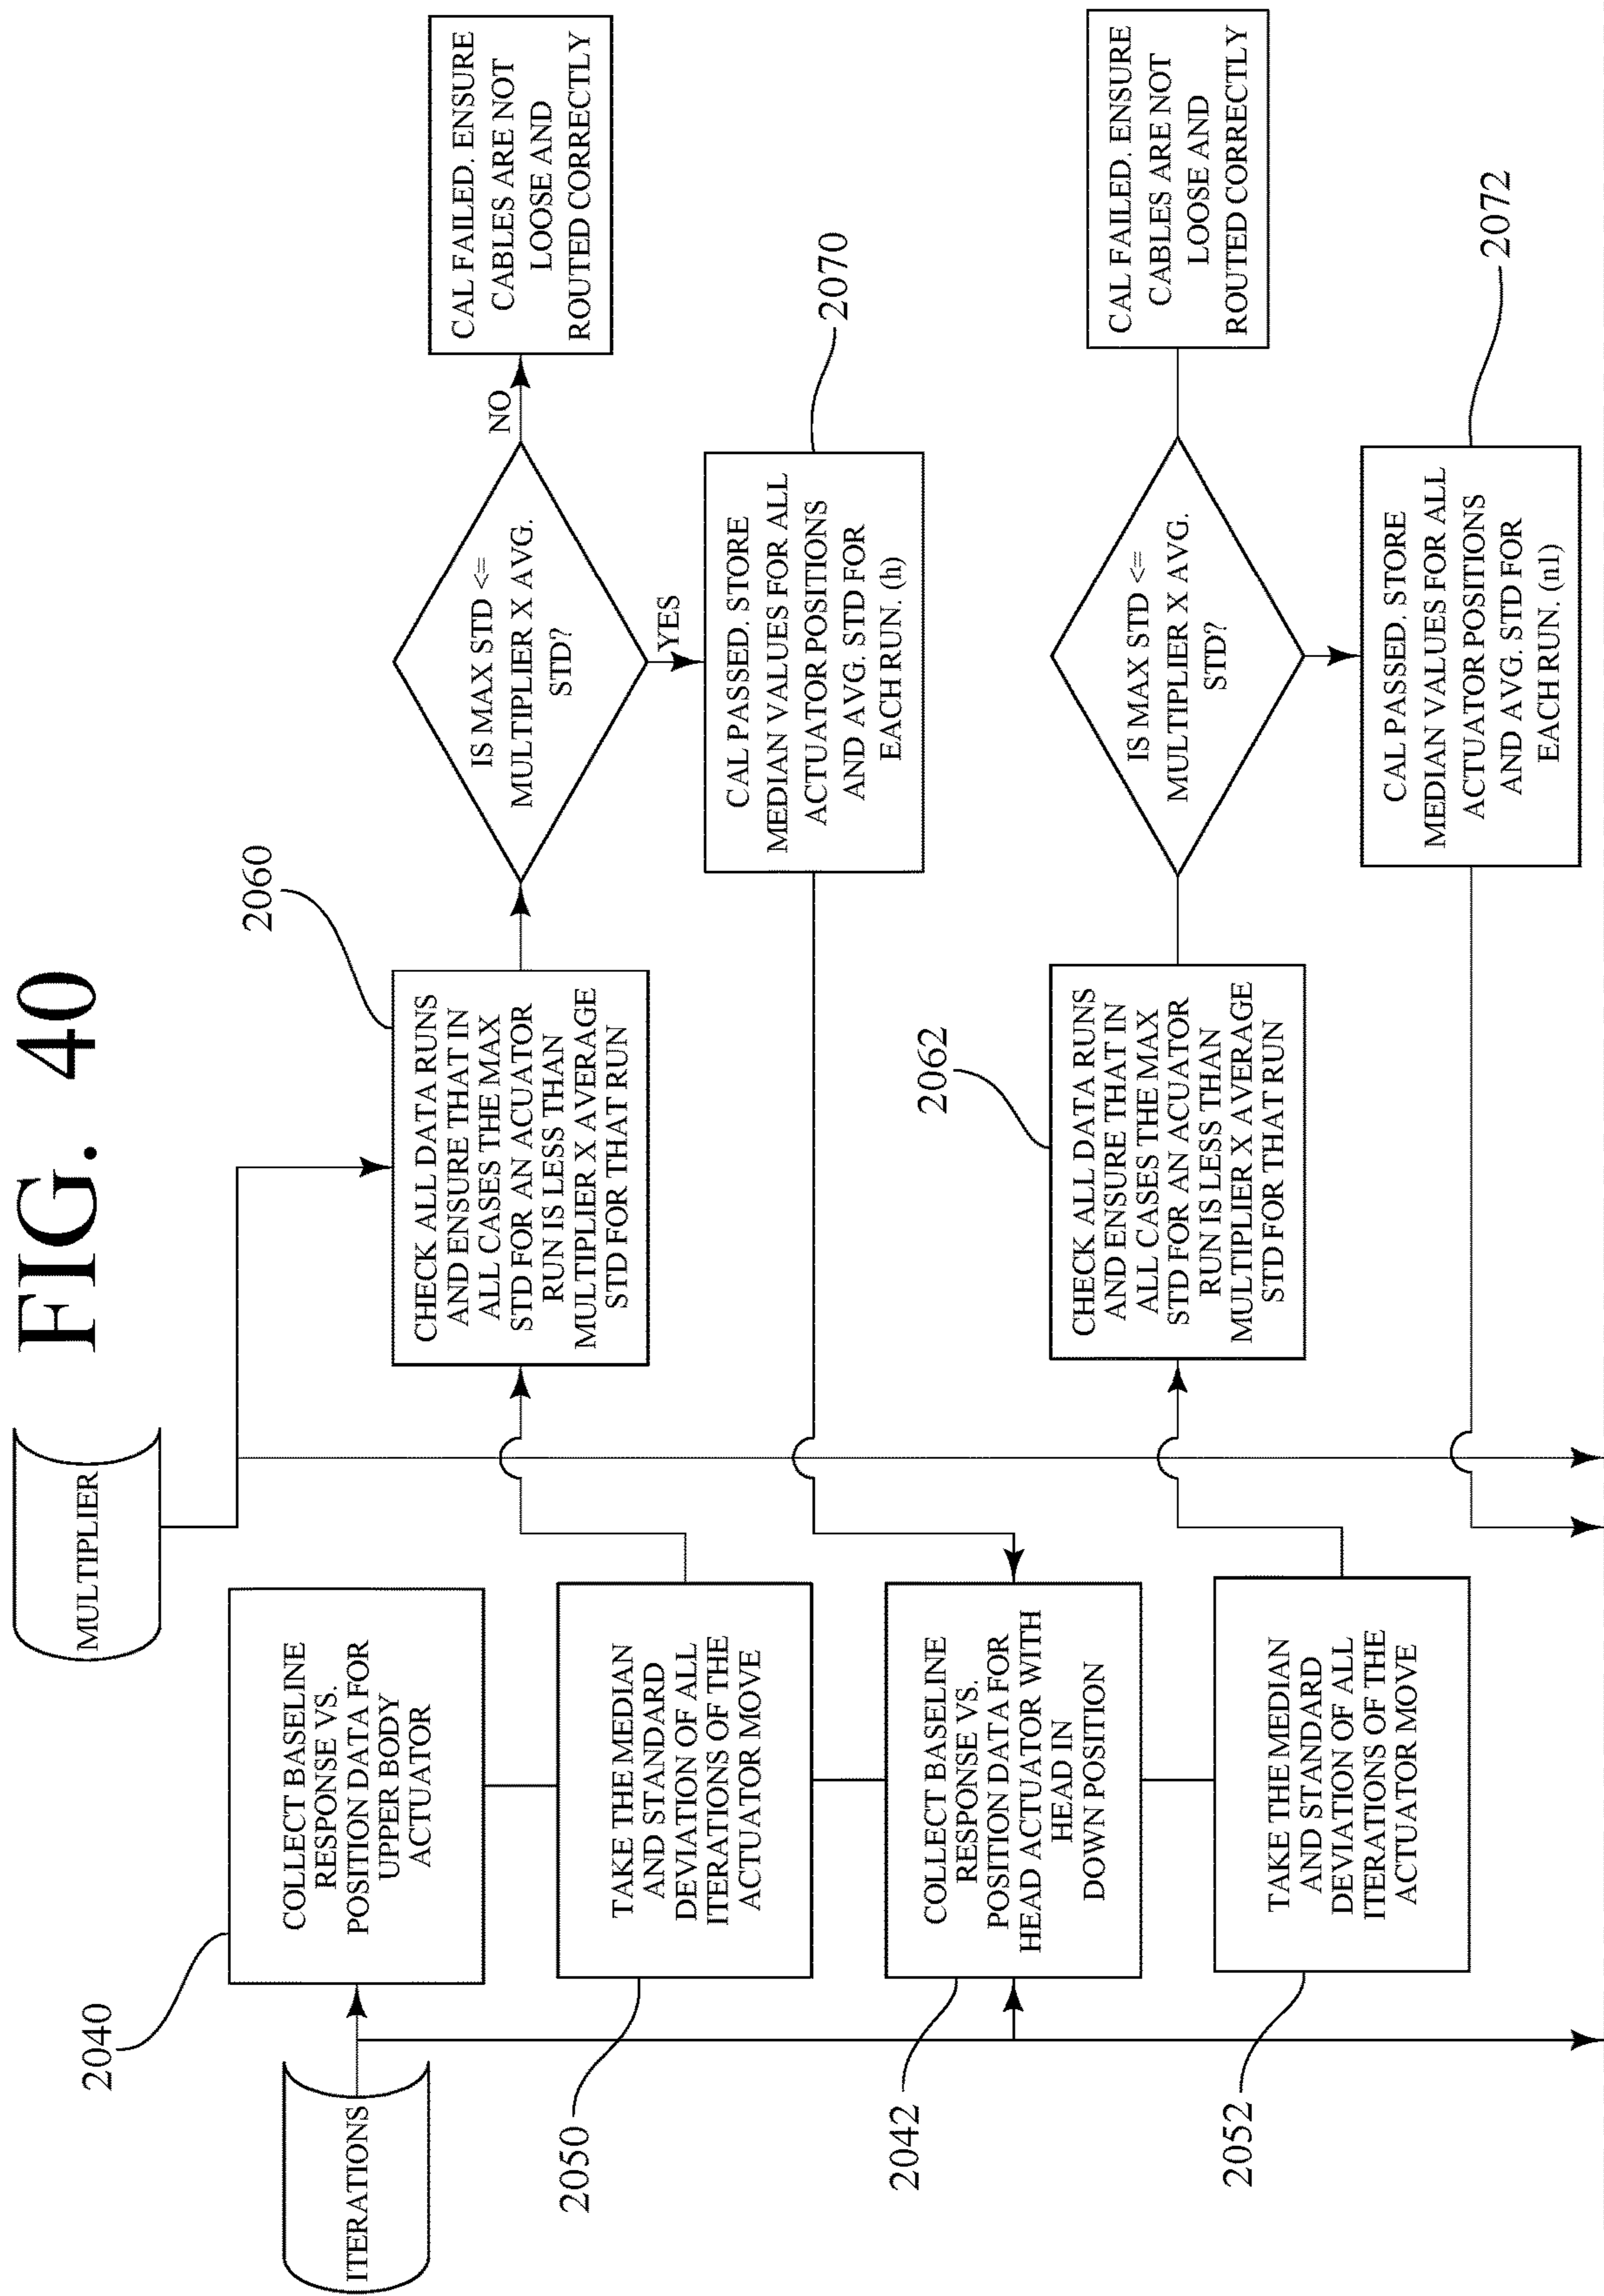 FIG. 40
ITERATIONS
2040
COLLECT BASELINE
RESPONSE VS.
POSITION DATA FOR
UPPER BODY
ACTUATOR
MULTIPLIER
2050
TAKE THE MEDIAN
AND STANDARD
DEVIATION OF ALL
ITERATIONS OF THE
ACTUATOR MOVE
2060
CHECK ALL DATA RUNS
AND ENSURE THAT IN
ALL CASES THE MAX
STD FOR AN ACUATOR
RUN IS LESS THAN
MULTIPLIER X AVERAGE
STD FOR THAT RUN
IS MAX STD <=
MULTIPLIER X AVG.
STD?
NO
CAL FAILED. ENSURE
CABLES ARE NOT
LOOSE AND
ROUTED CORRECTLY
YES
2070
CAL PASSED. STORE
MEDIAN VALUES FOR ALL
ACTUATOR POSITIONS
AND AVG. STD FOR
EACH RUN. (h)
2042
COLLECT BASELINE
RESPONSE VS.
POSITION DATA FOR
HEAD ACTUATOR WITH
HEAD IN
DOWN POSITION
2052
TAKE THE MEDIAN
AND STANDARD
DEVIATION OF ALL
ITERATIONS OF THE
ACTUATOR MOVE
2062
CHECK ALL DATA RUNS
AND ENSURE THAT IN
ALL CASES THE MAX
STD FOR AN ACUATOR
RUN IS LESS THAN
MULTIPLIER X AVERAGE
STD FOR THAT RUN
IS MAX STD <=
MULTIPLIER X AVG.
STD?
CAL FAILED. ENSURE
CABLES ARE NOT
LOOSE AND
ROUTED CORRECTLY
2072
CAL PASSED. STORE
MEDIAN VALUES FOR ALL
ACTUATOR POSITIONS
AND AVG. STD FOR
EACH RUN. (nl)